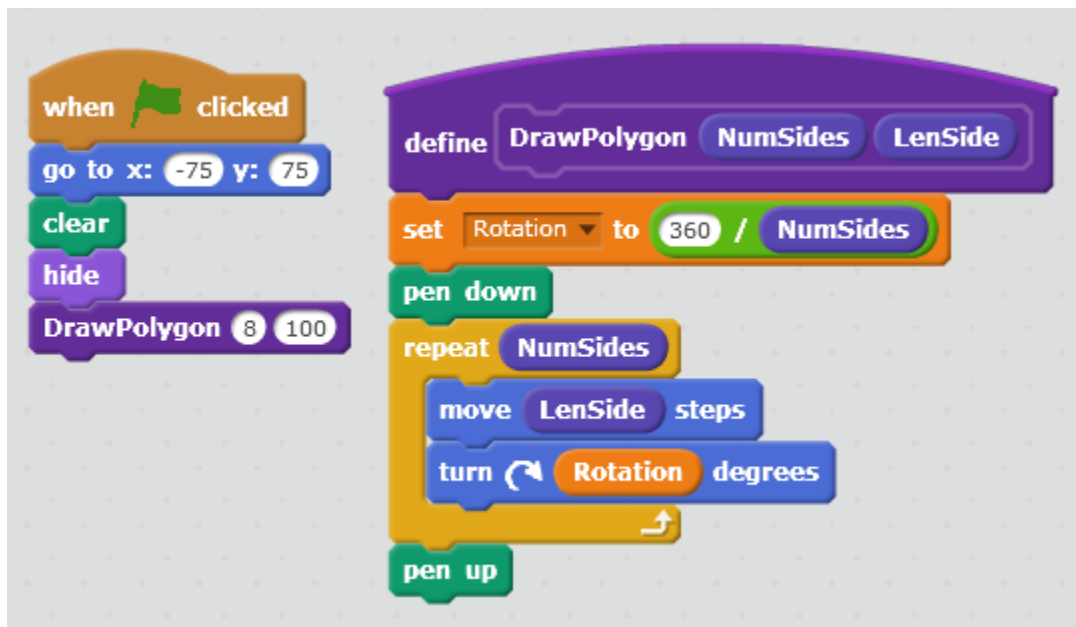 when clicked
go to x: -75 y: 75
clear
hide
DrawPolygon 8 100
define DrawPolygon NumSides LenSide
set Rotation to 360 / NumSides
pen down
repeat NumSides
move LenSide steps
turn Rotation degrees
pen up